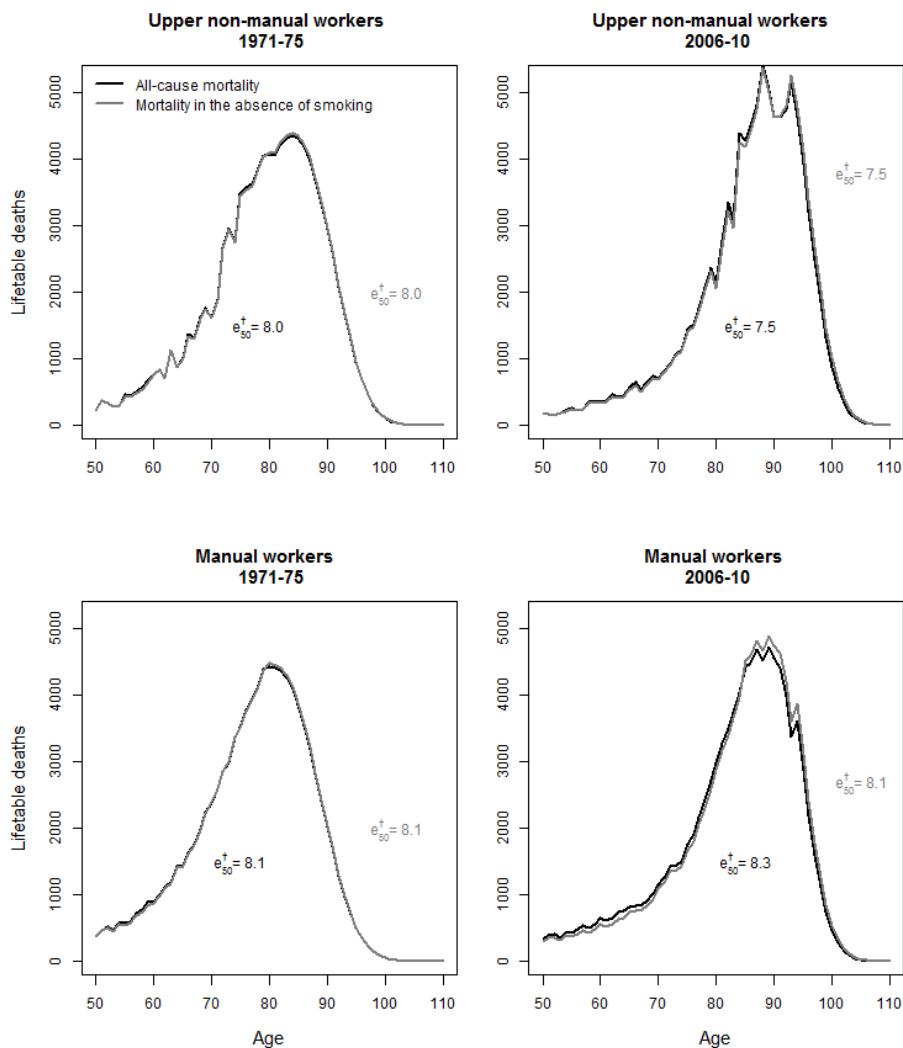 Upper non-manual workers
1971-75
All-cause mortality
Mortality in the absence of smoking
Lifetable deaths
0
1000
2000
3000
4000
5000
e†50= 8.0
e†50= 8.0
50 60 70 80 90 100 110
Upper non-manual workers
2006-10
0
1000
2000
3000
4000
5000
e†50= 7.5
e†50= 7.5
50 60 70 80 90 100 110
Manual workers
1971-75
Lifetable deaths
0
1000
2000
3000
4000
5000
e†50= 8.1
e†50= 8.1
50 60 70 80 90 100 110
Age
Manual workers
2006-10
0
1000
2000
3000
4000
5000
e†50= 8.1
e†50= 8.3
50 60 70 80 90 100 110
Age